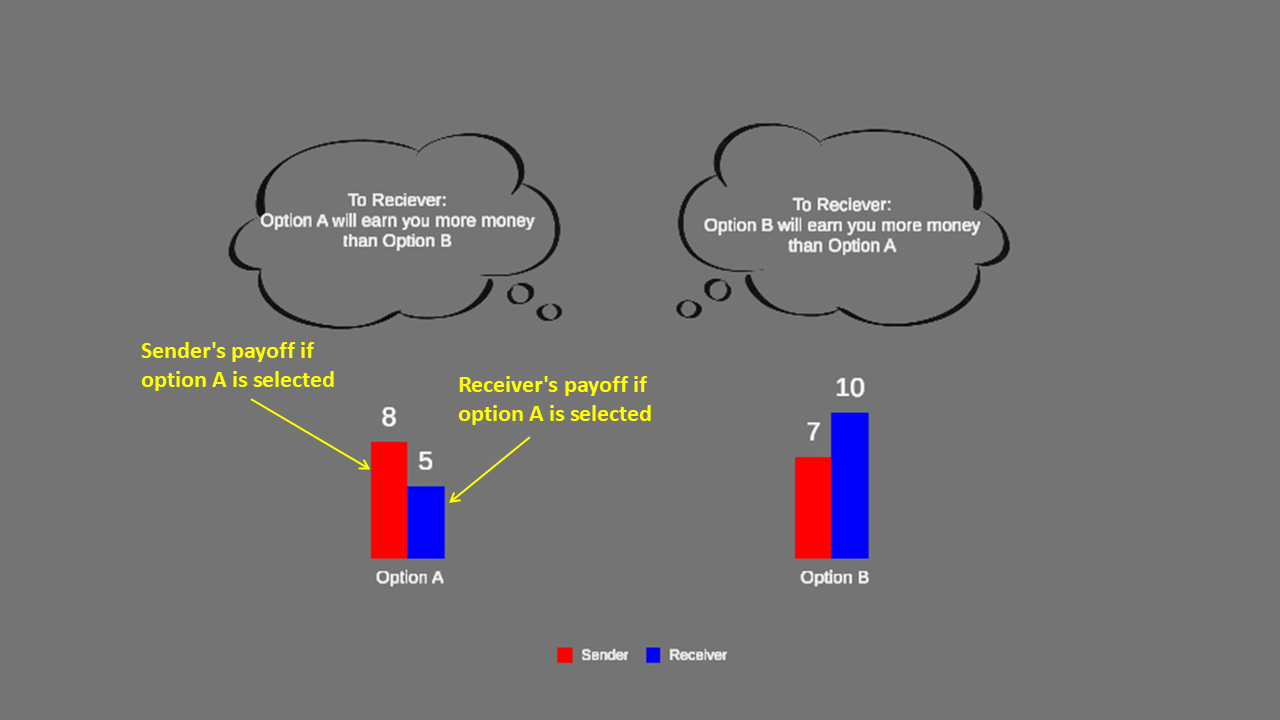 To Reciever:
Option A will earn you more money
than Option B
To Reciever:
Option B will earn you more money
than Option A
Sender's payoff if
option A is selected
Receiver's payoff if
option A is selected
8
5
7
10
Option A
Option B
Sender
Receiver